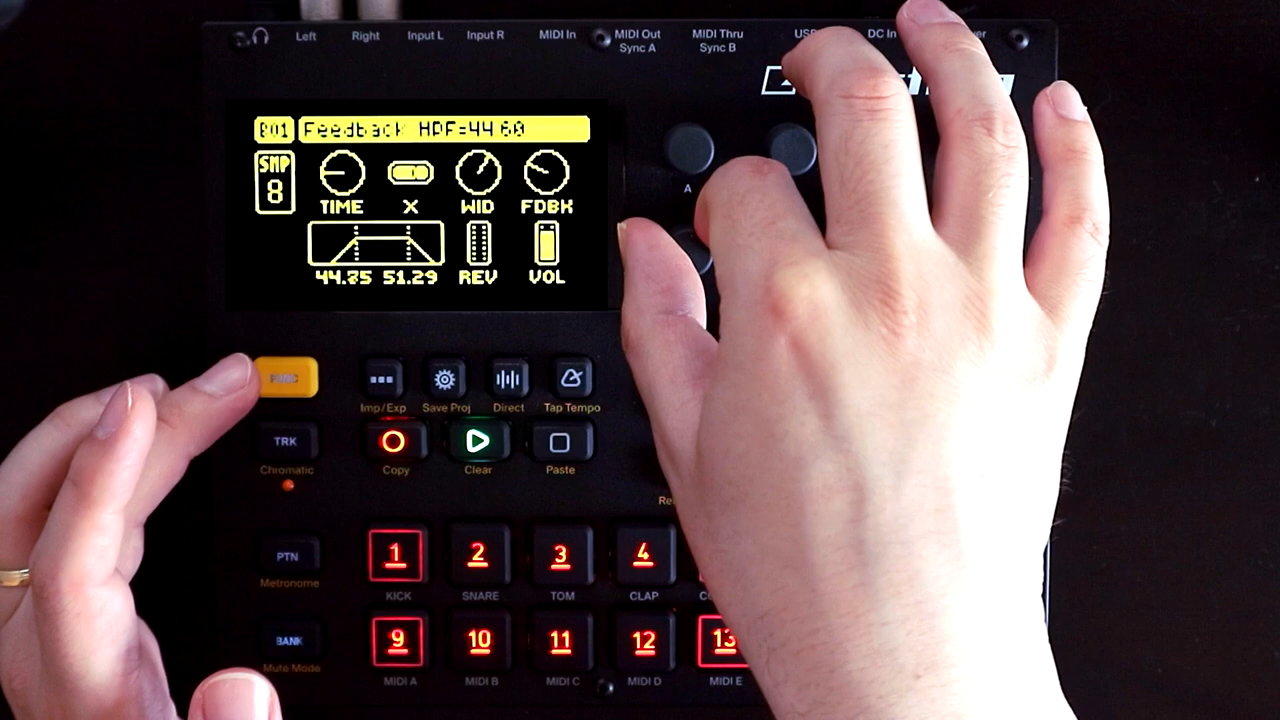 Left Right Input L Input R MIDI In MIDI Out MIDI Thru DC In
Sync A Sync B
B01 Feedback HPF=44.60
SMP
8
TIME X WID FDBK
44.35 51.29 REV VOL
A
FUNC
Imp/Exp Save Proj Direct Tap Tempo
TRK
Chromatic Copy Clear Paste
PTN 1 2 3 4
Metronome KICK SNARE TOM CLAP
BANK 9 10 11 12 13
Mute Mode MIDI A MIDI B MIDI C MIDI D MIDI E